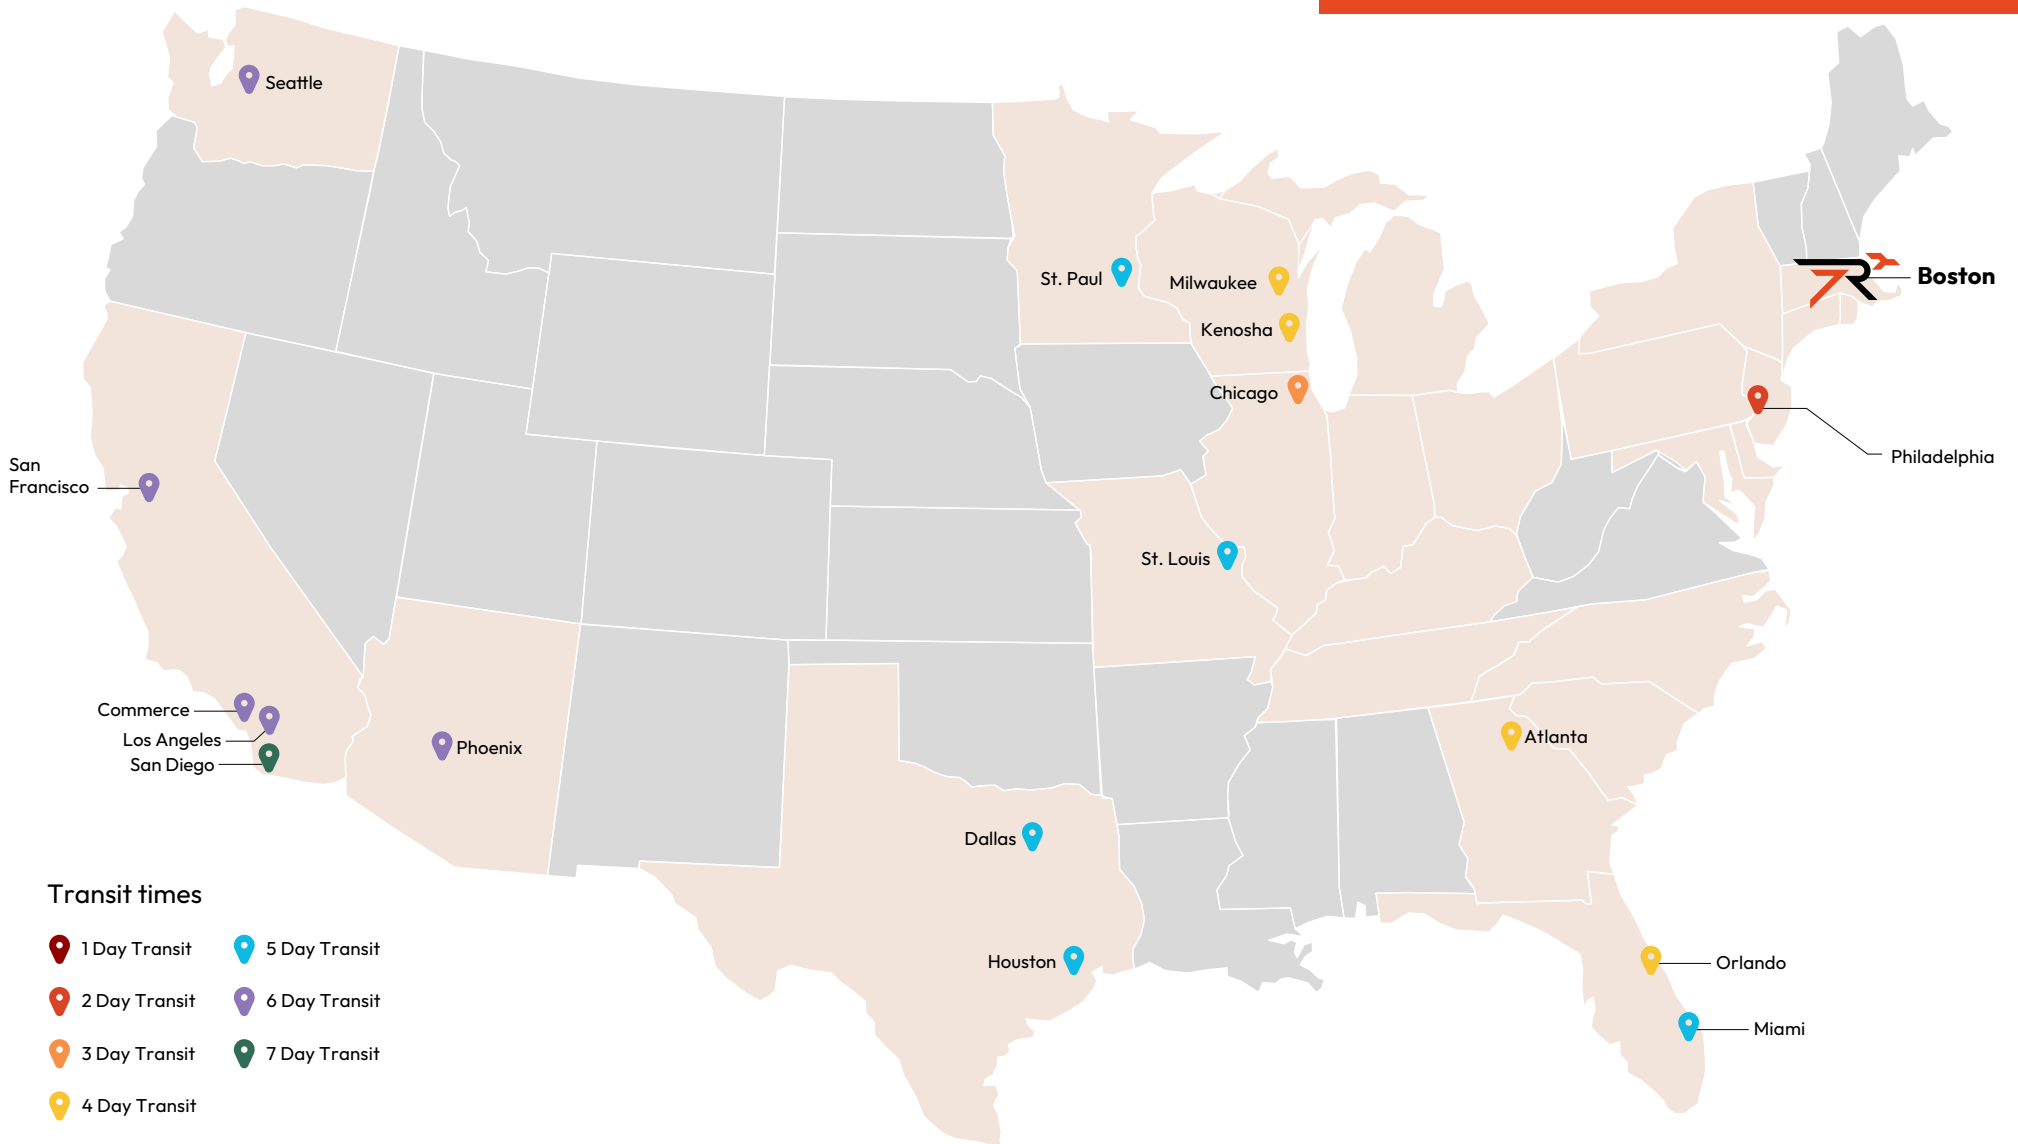 Seattle
St. Paul
Milwaukee
Boston
Kenosha
Chicago
Philadelphia
San
Francisco
St. Louis
Commerce
Los Angeles
San Diego
Phoenix
Atlanta
Dallas
Houston
Orlando
Miami
Transit times
1 Day Transit
2 Day Transit
3 Day Transit
4 Day Transit
5 Day Transit
6 Day Transit
7 Day Transit